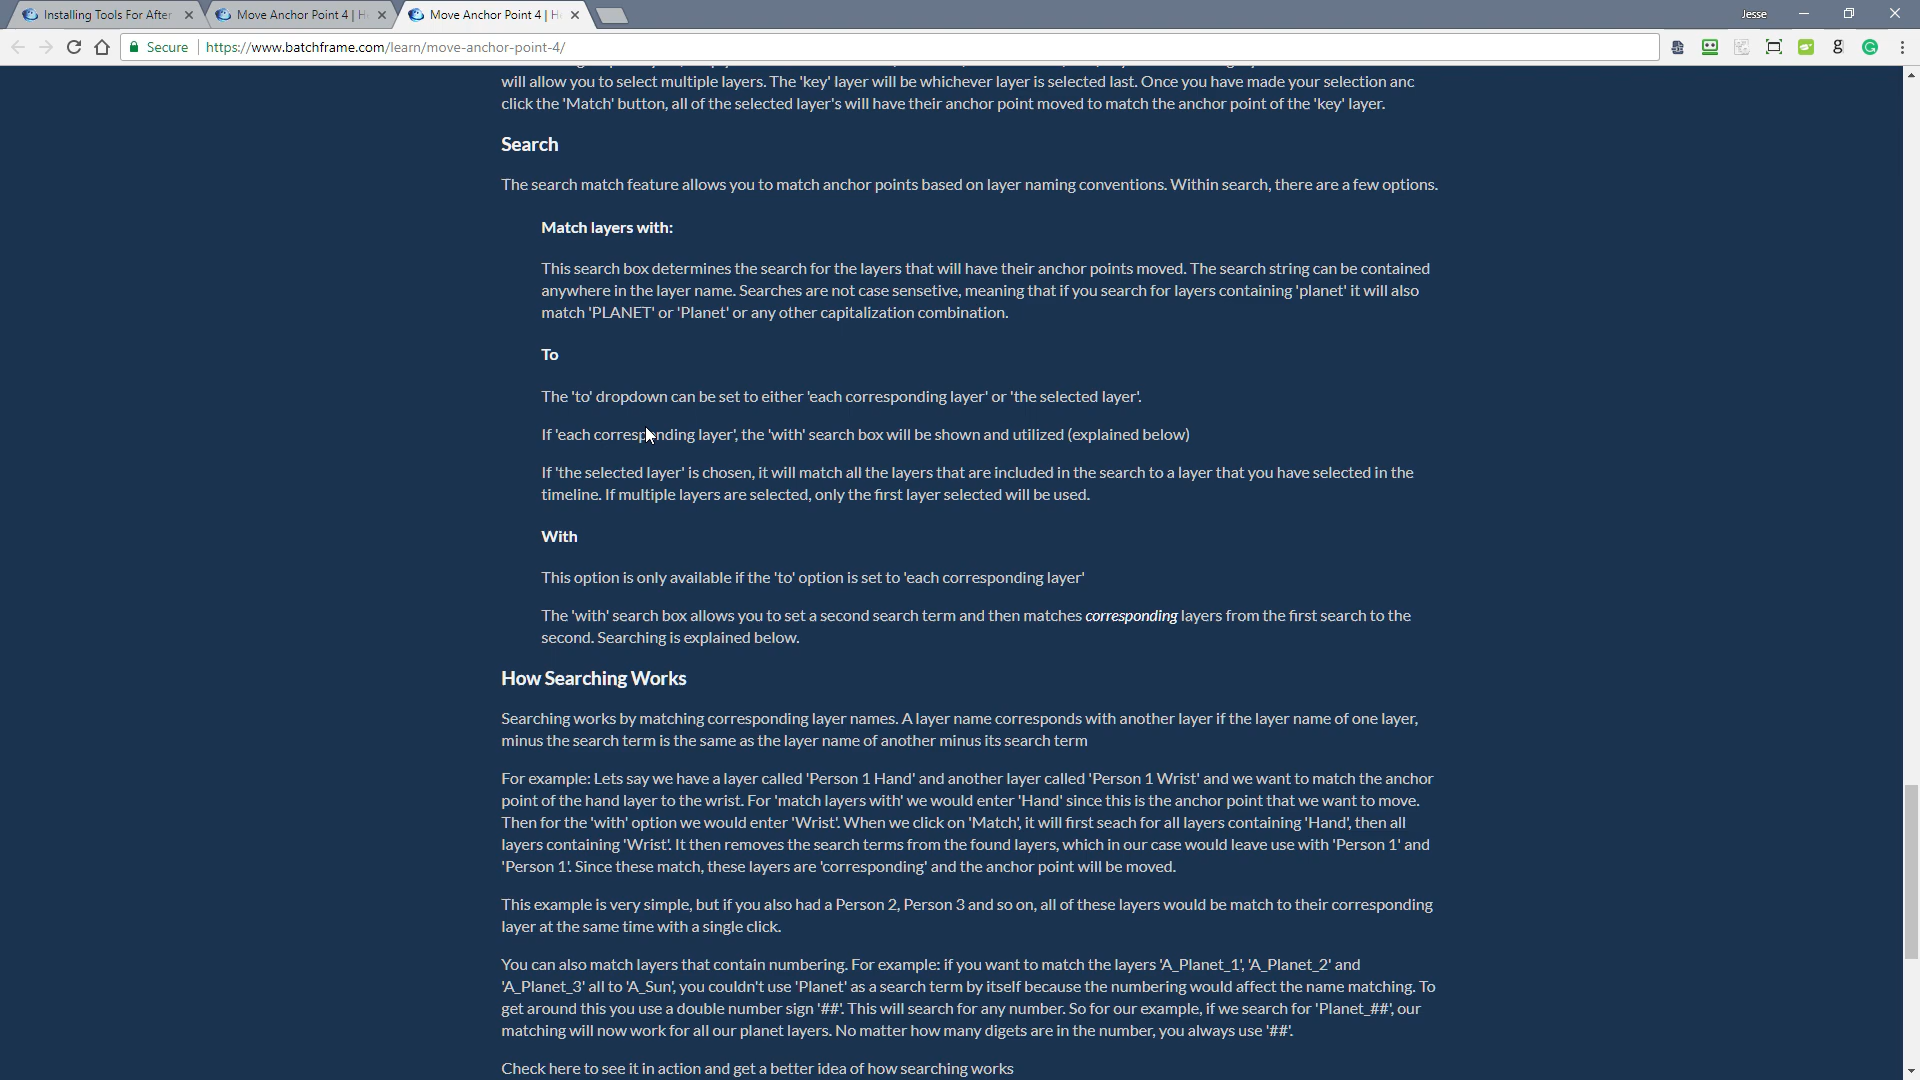 Installing Tools For After
Move Anchor Point 4 | H
Move Anchor Point 4 | H
Jesse
Secure
https://www.batchframe.com/learn/move-anchor-point-4/
will allow you to select multiple layers. The 'key' layer will be whichever layer is selected last. Once you have made your selection anc
click the 'Match' button, all of the selected layer's will have their anchor point moved to match the anchor point of the 'key' layer.
Search
The search match feature allows you to match anchor points based on layer naming conventions. Within search, there are a few options.
Match layers with:
This search box determines the search for the layers that will have their anchor points moved. The search string can be contained
anywhere in the layer name. Searches are not case sensetive, meaning that if you search for layers containing 'planet' it will also
match 'PLANET' or 'Planet' or any other capitalization combination.
To
The 'to' dropdown can be set to either 'each corresponding layer' or 'the selected layer'.
If 'each corresponding layer', the 'with' search box will be shown and utilized (explained below)
If 'the selected layer' is chosen, it will match all the layers that are included in the search to a layer that you have selected in the
timeline. If multiple layers are selected, only the first layer selected will be used.
With
This option is only available if the 'to' option is set to 'each corresponding layer'
The 'with' search box allows you to set a second search term and then matches corresponding layers from the first search to the
second. Searching is explained below.
How Searching Works
Searching works by matching corresponding layer names. A layer name corresponds with another layer if the layer name of one layer,
minus the search term is the same as the layer name of another minus its search term
For example: Lets say we have a layer called 'Person 1 Hand' and another layer called 'Person 1 Wrist' and we want to match the anchor
point of the hand layer to the wrist. For 'match layers with' we would enter 'Hand' since this is the anchor point that we want to move.
Then for the 'with' option we would enter 'Wrist'. When we click on 'Match', it will first seach for all layers containing 'Hand', then all
layers containing 'Wrist'. It then removes the search terms from the found layers, which in our case would leave use with 'Person 1' and
'Person 1'. Since these match, these layers are 'corresponding' and the anchor point will be moved.
This example is very simple, but if you also had a Person 2, Person 3 and so on, all of these layers would be match to their corresponding
layer at the same time with a single click.
You can also match layers that contain numbering. For example: if you want to match the layers 'A_Planet_1', 'A_Planet_2' and
'A_Planet_3' all to 'A_Sun', you couldn't use 'Planet' as a search term by itself because the numbering would affect the name matching. To
get around this you use a double number sign '##'. This will search for any number. So for our example, if we search for 'Planet_##', our
matching will now work for all our planet layers. No matter how many digets are in the number, you always use '##'.
Check here to see it in action and get a better idea of how searching works